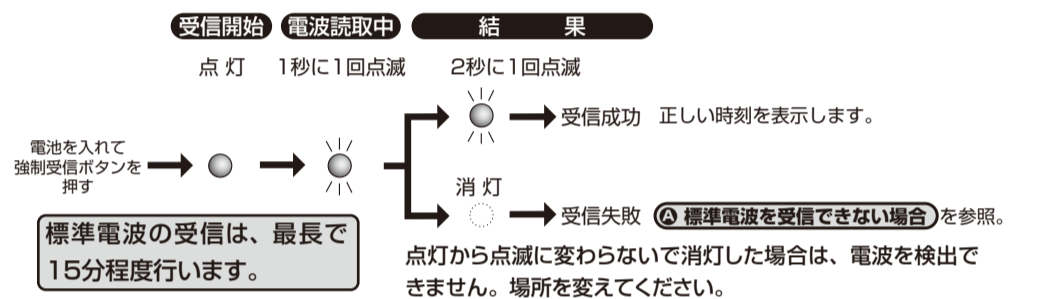 受信開始 電波読取中 結果
点灯 1秒に1回点滅 2秒に1回点滅
受信成功 正しい時刻を表示します。
電池を入れて
強制受信ボタンを
押す
消灯
受信失敗 Ⓐ 標準電波を受信できない場合を参照。
標準電波の受信は、最長で
15分程度行います。
点灯から点滅に変わらないで消灯した場合は、電波を検出で
きません。場所を変えてください。